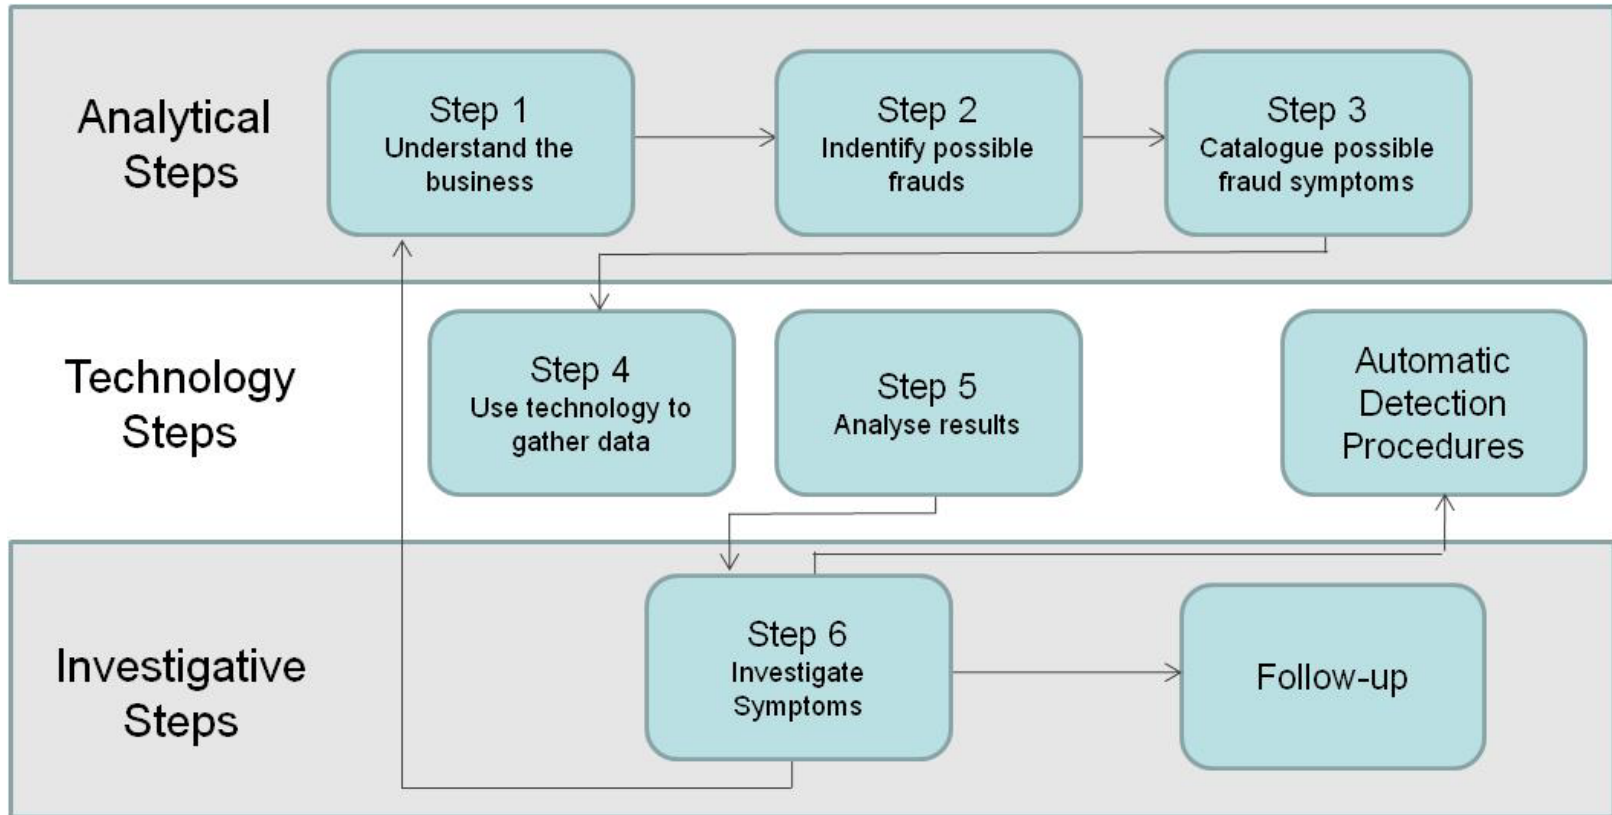 Analytical
Steps
Step 1
Understand the
business
Step 2
Indentify possible
frauds
Step 3
Catalogue possible
fraud symptoms
Technology
Steps
Step 4
Use technology to
gather data
Step 5
Analyse results
Automatic
Detection
Procedures
Investigative
Steps
Step 6
Investigate
Symptoms
Follow-up